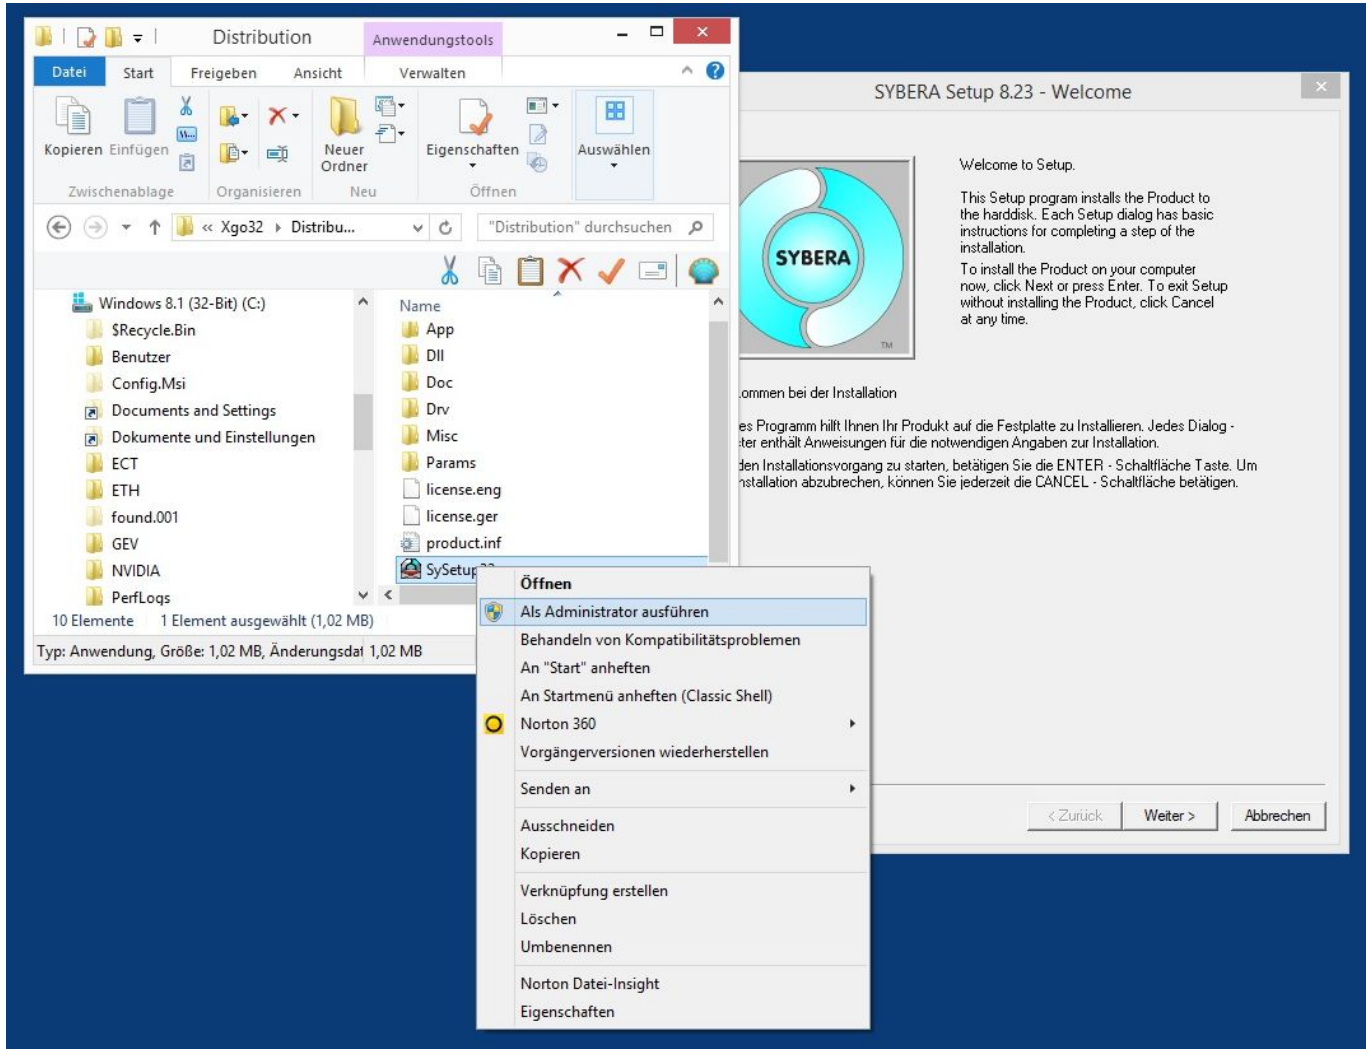 Distribution
Anwendungstools
Datei
Start
Freigeben
Ansicht
Verwalten
Kopieren
Einfügen
Neuer
Ordner
Eigenschaften
Auswählen
Zwischenablage
Organisieren
Neu
Öffnen
« Xgo32
Distribu...
"Distribution" durchsuchen
Windows 8.1 (32-Bit) (C:)
$Recycle.Bin
Benutzer
Config.Msi
Documents and Settings
Dokumente und Einstellungen
ECT
ETH
found.001
GEV
NVIDIA
PerfLogs
Name
App
Dll
Doc
Drv
Misc
Params
license.eng
license.ger
product.inf
10 Elemente
1 Element ausgewählt (1,02 MB)
Typ: Anwendung, Größe: 1,02 MB, Änderungsdat
1,02 MB
Öffnen
Als Administrator ausführen
Behandeln von Kompatibilitätsproblemen
An "Start" anheften
An Startmenü anheften (Classic Shell)
Norton 360
Vorgängerversionen wiederherstellen
Senden an
Ausschneiden
Kopieren
Verknüpfung erstellen
Löschen
Umbenennen
Norton Datei-Insight
Eigenschaften
SYBERA Setup 8.23 - Welcome
SYBERA
TM
Welcome to Setup.
This Setup program installs the Product to
the harddisk. Each Setup dialog has basic
instructions for completing a step of the
installation.
To install the Product on your computer
now, click Next or press Enter. To exit Setup
without installing the Product, click Cancel
at any time.
ommen bei der Installation
es Programm hilft Ihnen Ihr Produkt auf die Festplatte zu Installieren. Jedes Dialog -
ter enthält Anweisungen für die notwendigen Angaben zur Installation.
den Installationsvorgang zu starten, betätigen Sie die ENTER - Schaltfläche Taste. Um
nstallation abzubrechen, können Sie jederzeit die CANCEL - Schaltfläche betätigen.
< Zurück
Weiter >
Abbrechen